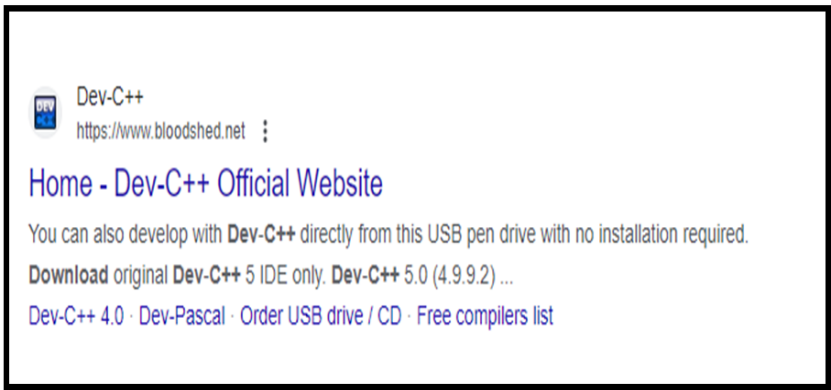 DEV
Dev-C++
https://www.bloodshed.net
Home - Dev-C++ Official Website
You can also develop with Dev-C++ directly from this USB pen drive with no installation required.
Download original Dev-C++ 5 IDE only. Dev-C++ 5.0 (4.9.9.2) ...
Dev-C++ 4.0 · Dev-Pascal · Order USB drive / CD · Free compilers list